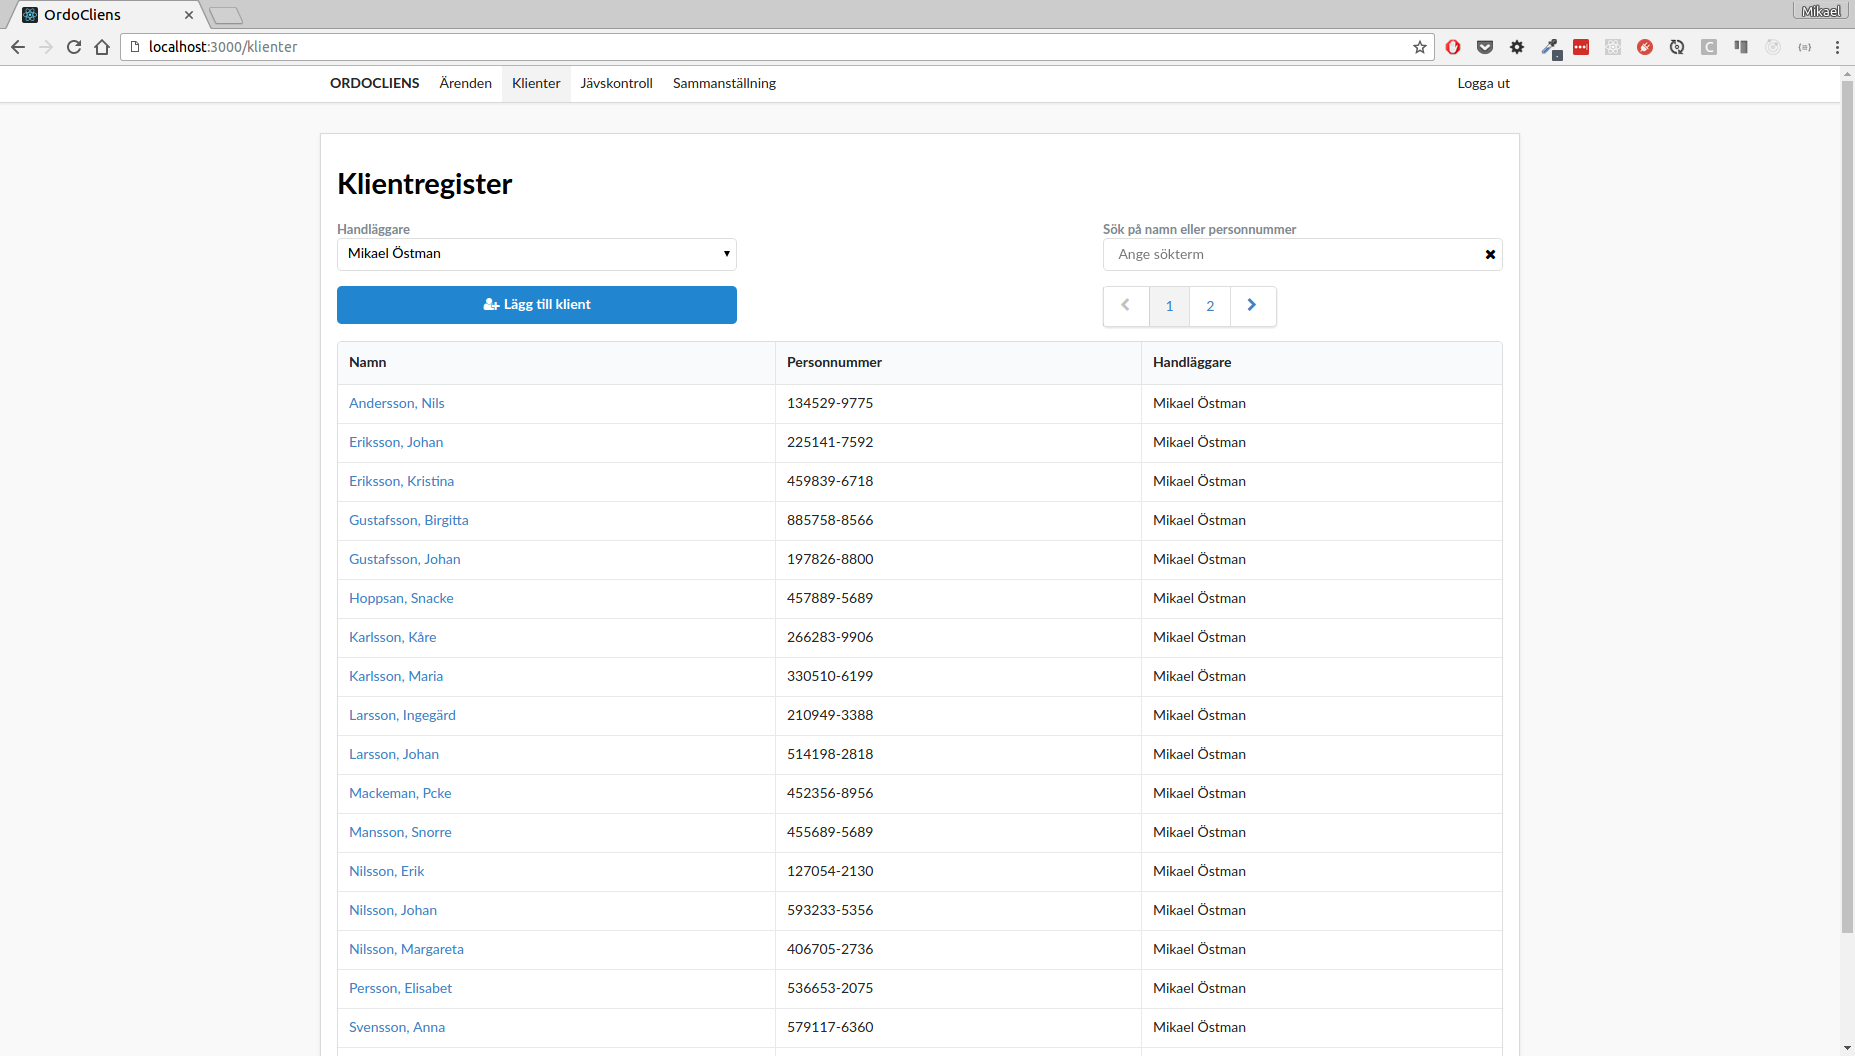 OrdoCliens
Mikael
localhost:3000/klienter
ORDOCLIENS Ärenden Klienter Jävskontroll Sammanställning Logga ut
Klientregister
Handläggare Sök på namn eller personnummer
Mikael Östman Ange sökterm
Lägg till klient 1 2
Namn Personnummer Handläggare
Andersson, Nils 134529-9775 Mikael Östman
Eriksson, Johan 225141-7592 Mikael Östman
Eriksson, Kristina 459839-6718 Mikael Östman
Gustafsson, Birgitta 885758-8566 Mikael Östman
Gustafsson, Johan 197826-8800 Mikael Östman
Hoppsan, Snacke 457889-5689 Mikael Östman
Karlsson, Kåre 266283-9906 Mikael Östman
Karlsson, Maria 330510-6199 Mikael Östman
Larsson, Ingegärd 210949-3388 Mikael Östman
Larsson, Johan 514198-2818 Mikael Östman
Mackeman, Pcke 452356-8956 Mikael Östman
Mansson, Snorre 455689-5689 Mikael Östman
Nilsson, Erik 127054-2130 Mikael Östman
Nilsson, Johan 593233-5356 Mikael Östman
Nilsson, Margareta 406705-2736 Mikael Östman
Persson, Elisabet 536653-2075 Mikael Östman
Svensson, Anna 579117-6360 Mikael Östman